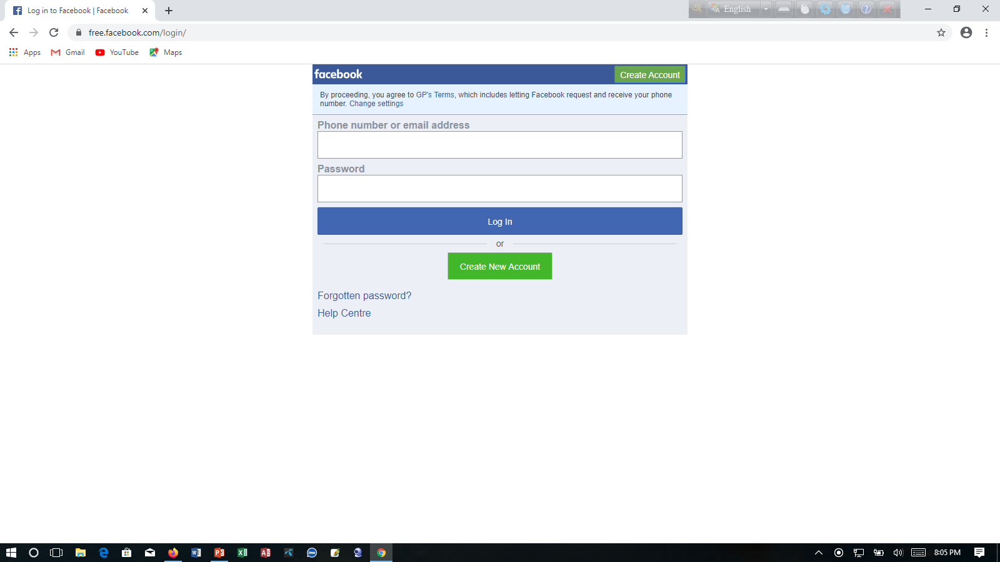 Log in to Facebook | Facebook
English
free.facebook.com/login/
Apps Gmail YouTube Maps
facebook Create Account
By proceeding, you agree to GP's Terms, which includes letting Facebook request and receive your phone
number. Change settings
Phone number or email address
Password
Log In
or
Create New Account
Forgotten password?
Help Centre
8:05 PM